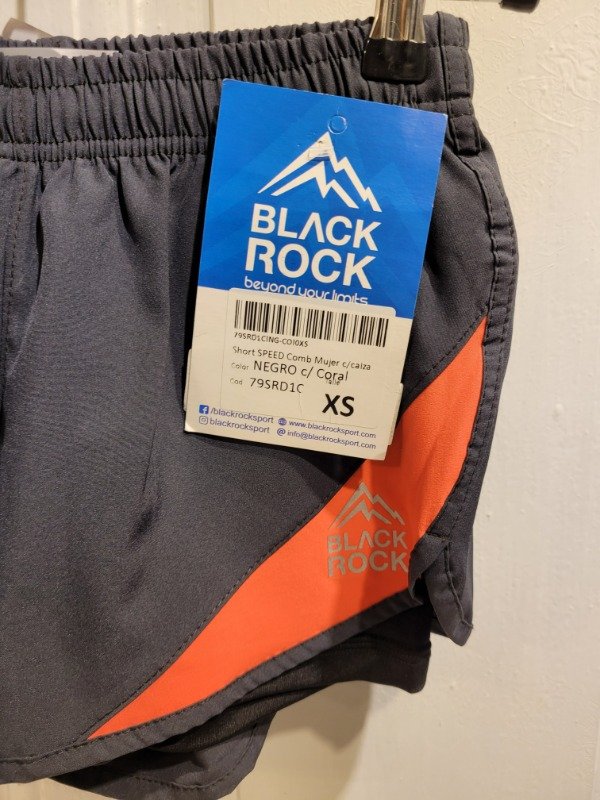 BLACK
ROCK
beyond your limits
79SRD1CING-CO10XS
Short SPEED Comb Mujer c/calza
Color NEGRO c/ Coral
Cod 79SRD1C Talle
XS
/blackrocksport www.blackrocksport.com
blackrocksport @ info@blackrocksport.com
BLACK
ROCK